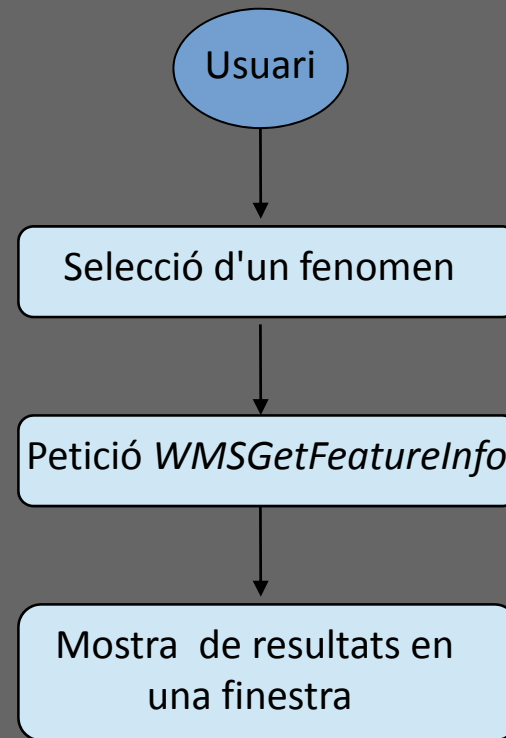 Usuari
Selecció d'un fenomen
Petició WMSGetFeatureInfo
Mostra de resultats en
una finestra